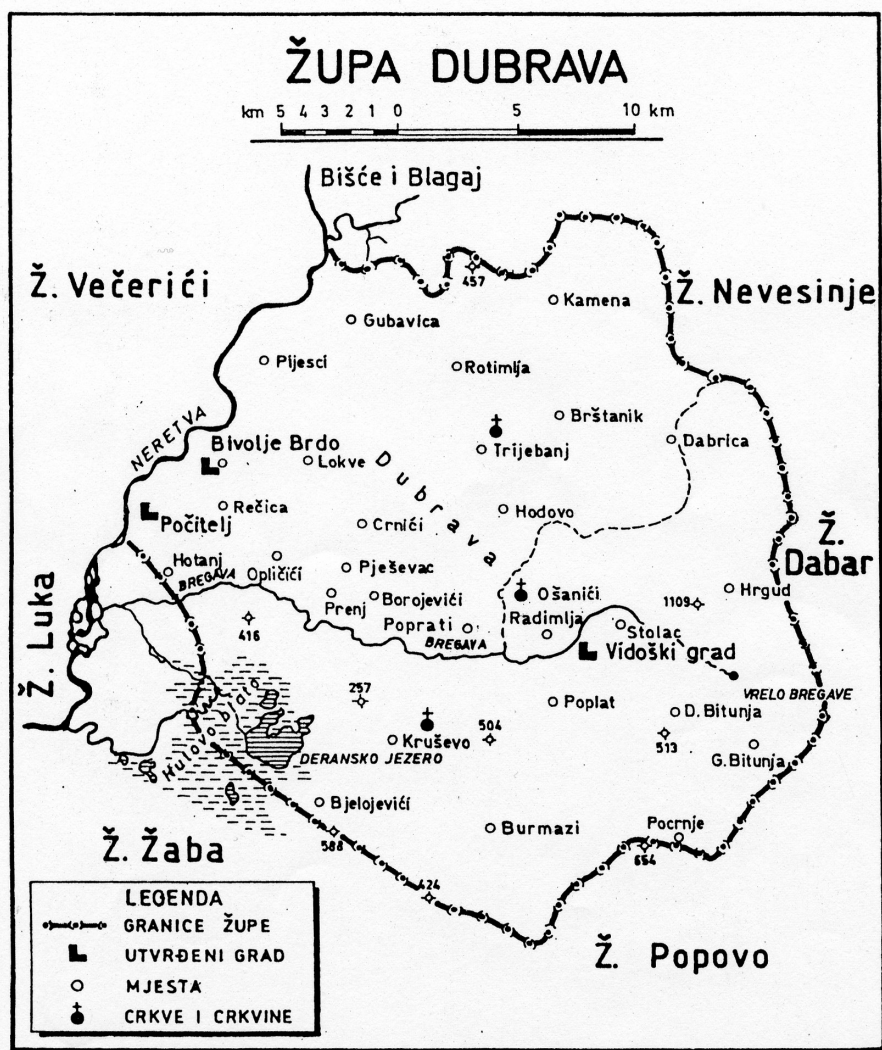 ŽUPA DUBRAVA
km 5 4 3 2 1 0 5 10 km
Bišće i Blagaj
Ž. Večerići
457
Kamena
Ž. Nevesinje
Gubavica
Pijesci
Rotimlja
NERETVA
Brštanik
Bivolje Brdo
Lokve
Dubrava
Trijebanj
Dabrica
Rečica
Počitelj
Crnići
Hodovo
Ž. Dabar
Hotanj
BREGAVA
Opličići
Pješevac
Ošanići
Hrgud
1109
Prenj
Borojevići
Radimlja
Stolac
Ž. Luka
416
Poprati
BREGAVA
Vidoški grad
VRELO BREGAVE
257
Poplat
D. Bitunja
Hutovo blato
504
513
Kruševo
G. Bitunja
DERANSKO JEZERO
Bjelojevići
588
Burmazi
Pocrnje
654
Ž. Žaba
424
Ž. Popovo
LEGENDA
GRANICE ŽUPE
UTVRĐENI GRAD
MJESTA
CRKVE I CRKVINE